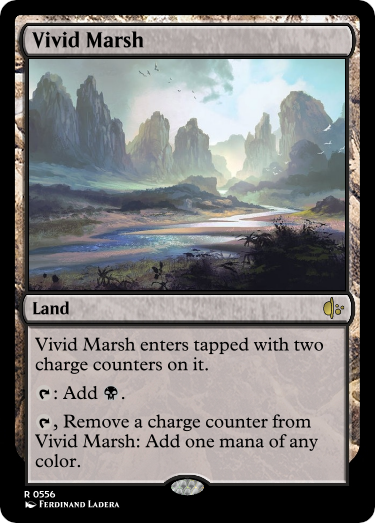 Vivid Marsh
Land
Vivid Marsh enters tapped with two
charge counters on it.
: Add .
, Remove a charge counter from
Vivid Marsh: Add one mana of any
color.
R 0556
Ferdinand Ladera